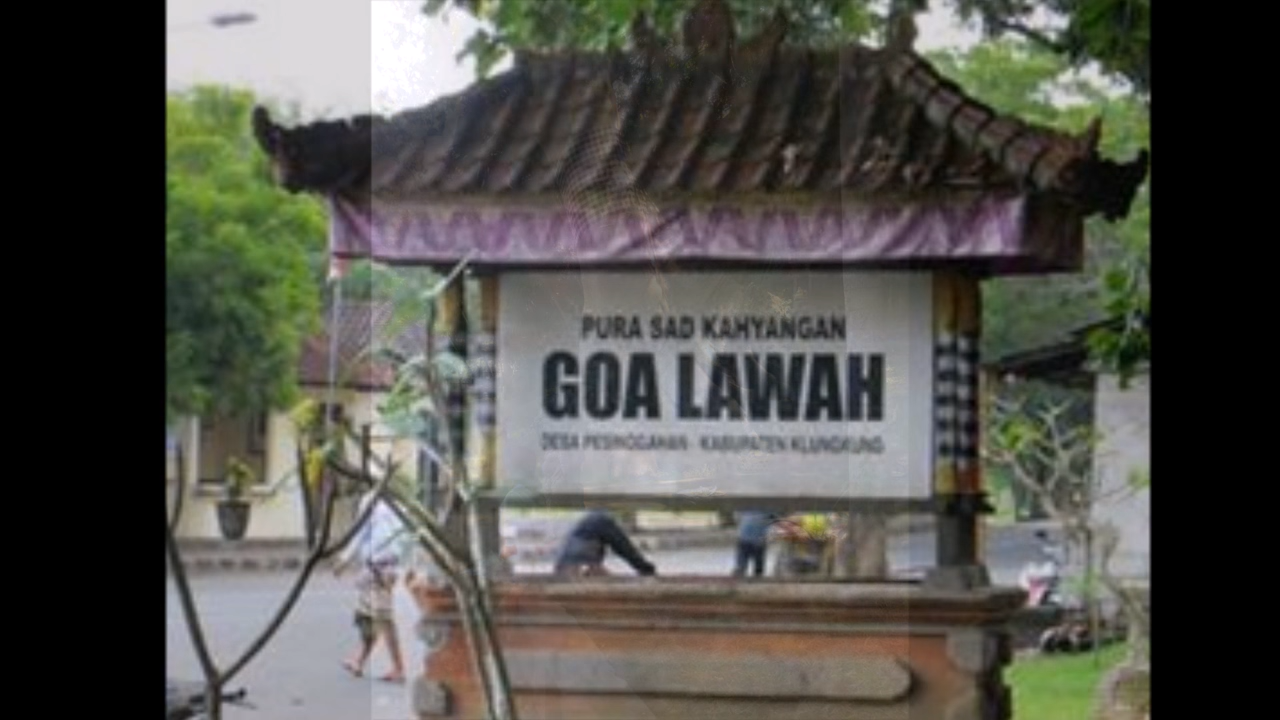 PURA SAD KAHYANGAN
GOA LAWAH
DESA PESINGGAHAN - KABUPATEN KLUNGKUNG